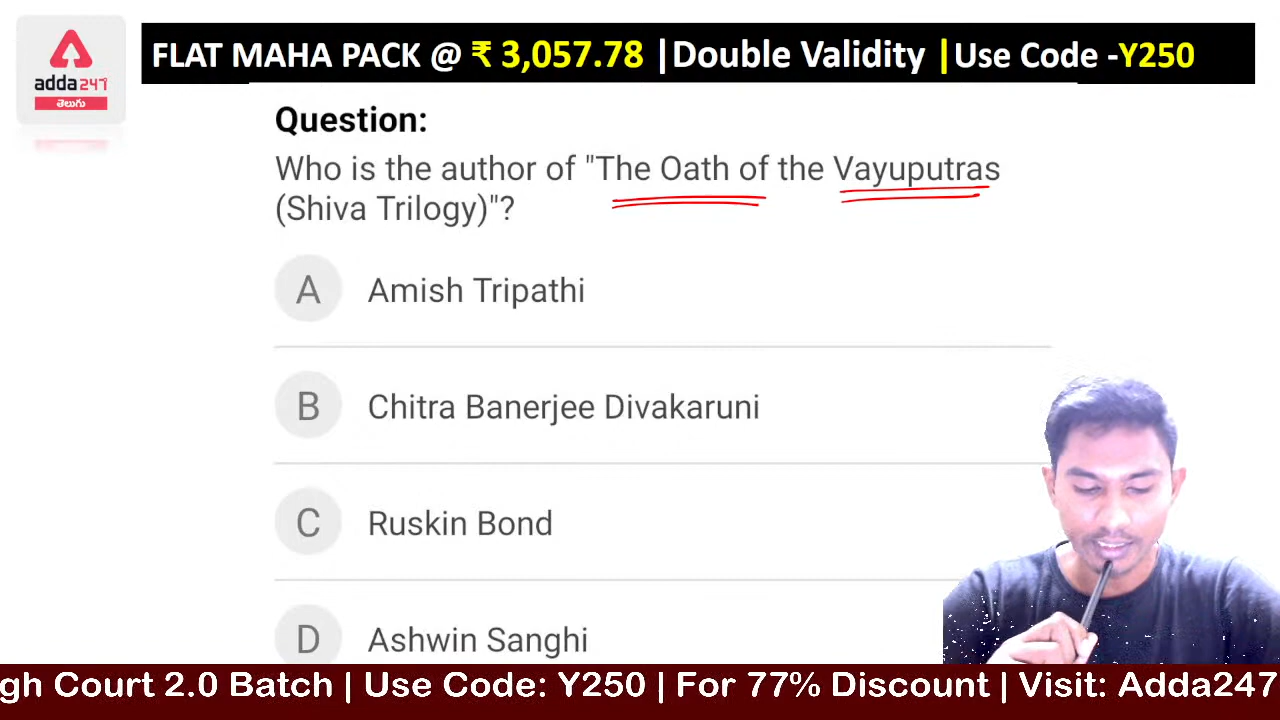 FLAT MAHA PACK @ ₹ 3,057.78 |Double Validity |Use Code -Y250
adda247
తెలుగు
Question:
Who is the author of "The Oath of the Vayuputras
(Shiva Trilogy)"?
A Amish Tripathi
B Chitra Banerjee Divakaruni
C Ruskin Bond
D Ashwin Sanghi
gh Court 2.0 Batch | Use Code: Y250 | For 77% Discount | Visit: Adda247